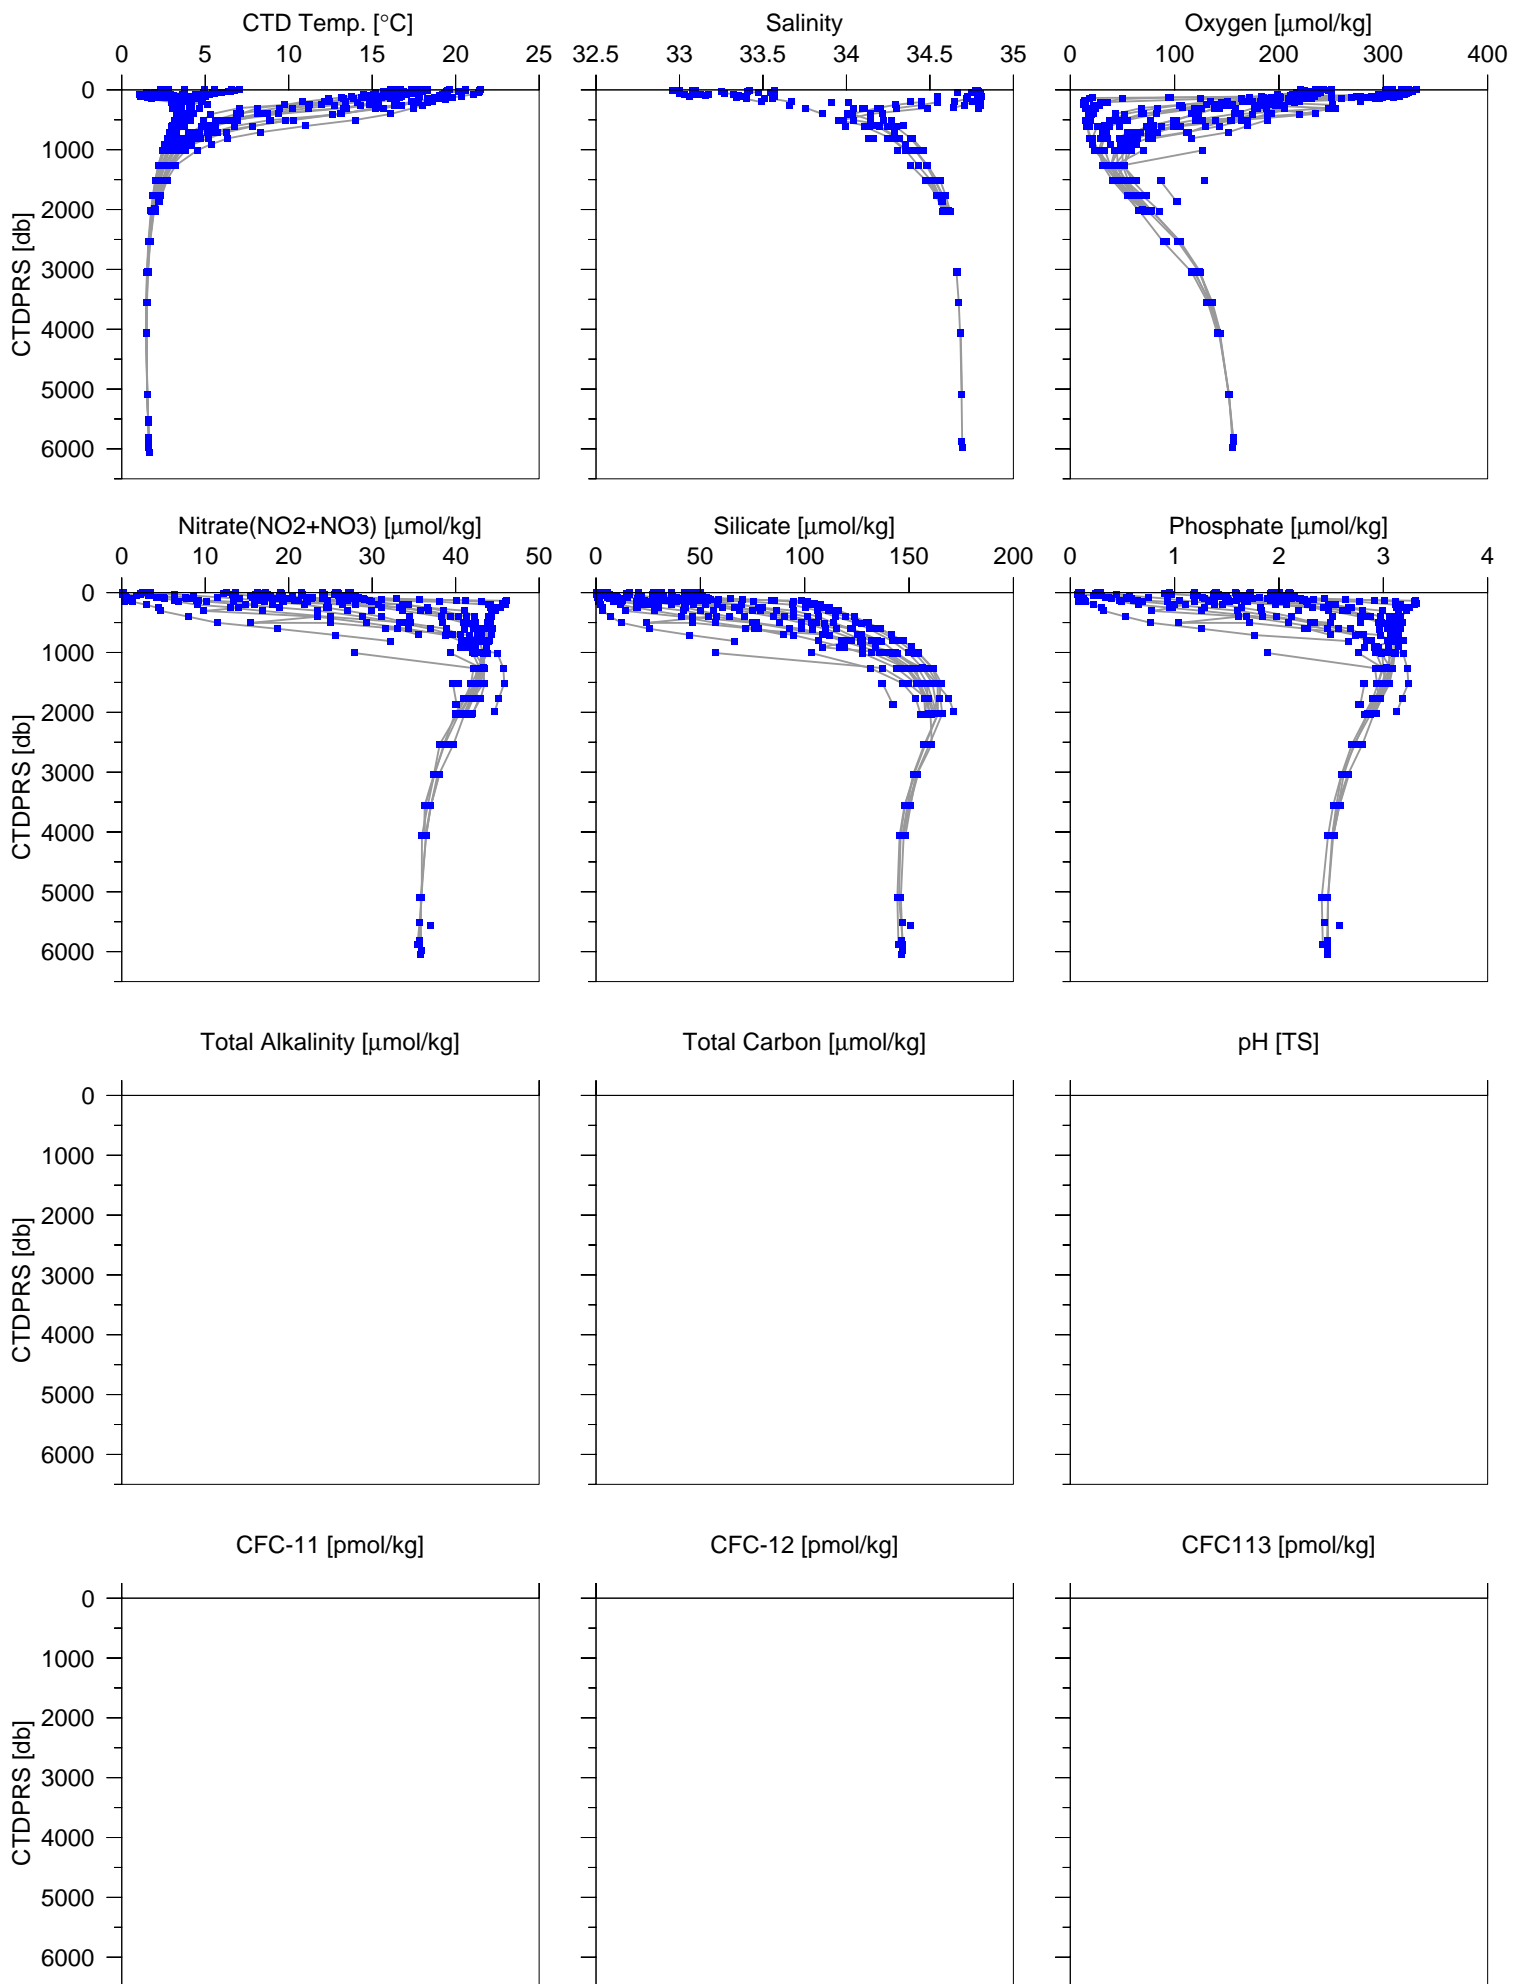 CTD Temp. [°C] Salinity Oxygen [μmol/kg]
0 5 10 15 20 25 32.5 33 33.5 34 34.5 35 0 100 200 300 400
0
1000
2000
3000
4000
5000
6000
CTDPRS [db]
Nitrate(NO2+NO3) [μmol/kg] Silicate [μmol/kg] Phosphate [μmol/kg]
0 10 20 30 40 50 0 50 100 150 200 0 1 2 3 4
0
1000
2000
3000
4000
5000
6000
CTDPRS [db]
Total Alkalinity [μmol/kg] Total Carbon [μmol/kg] pH [TS]
0
1000
2000
3000
4000
5000
6000
CTDPRS [db]
CFC-11 [pmol/kg] CFC-12 [pmol/kg] CFC113 [pmol/kg]
0
1000
2000
3000
4000
5000
6000
CTDPRS [db]